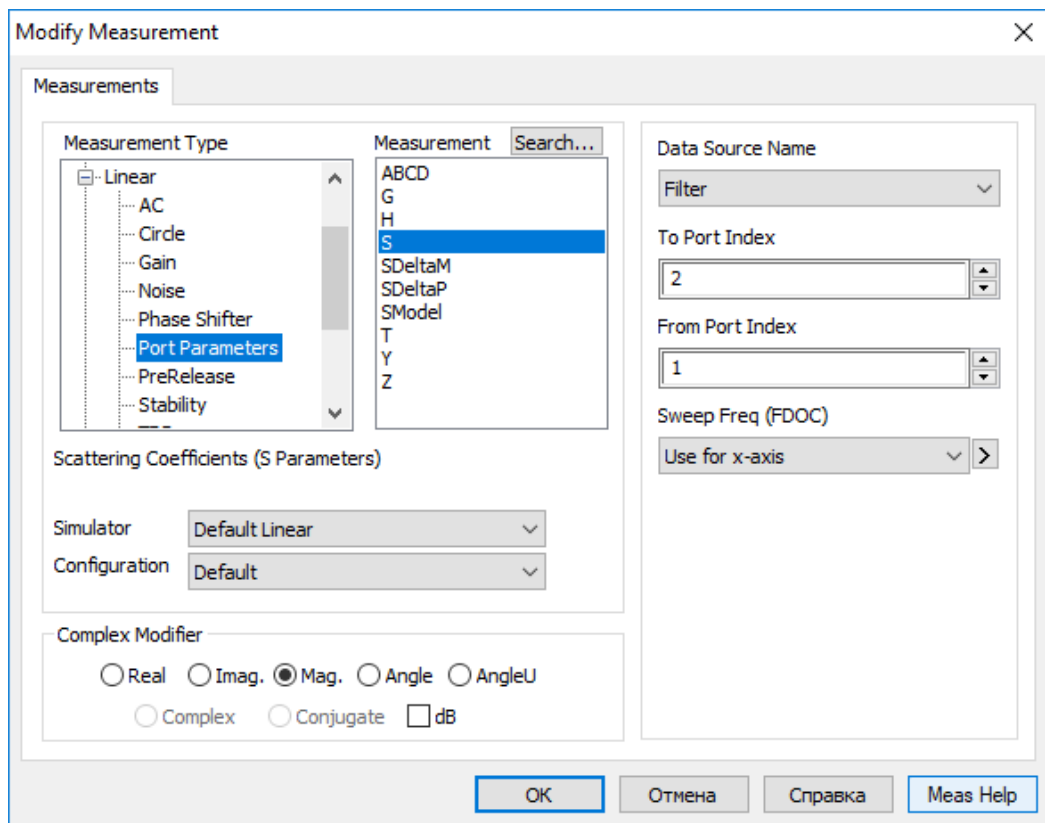 Modify Measurement
Measurements
Measurement Type
Linear
AC
Circle
Gain
Noise
Phase Shifter
Port Parameters
PreRelease
Stability
Measurement Search...
ABCD
G
H
S
SDeltaM
SDeltaP
SModel
T
Y
Z
Scattering Coefficients (S Parameters)
Simulator Default Linear
Configuration Default
Complex Modifier
Real Imag. Mag. Angle AngleU
Complex Conjugate dB
Data Source Name
Filter
To Port Index
2
From Port Index
1
Sweep Freq (FDOC)
Use for x-axis >
OK Отмена Справка Meas Help